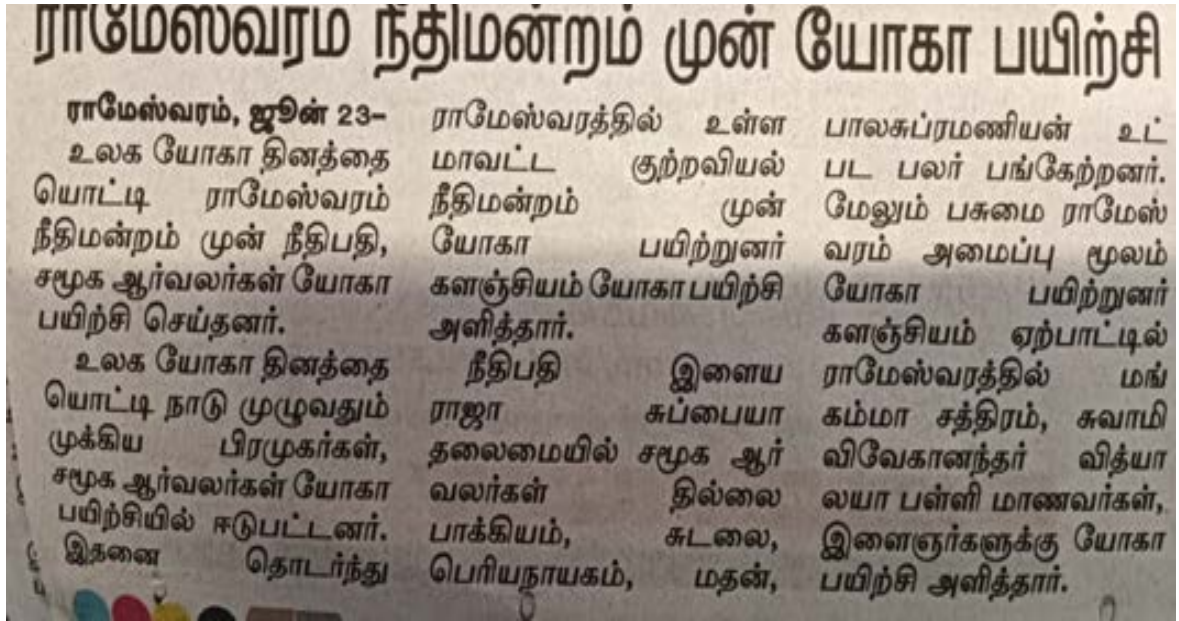 ராமேஸ்வரம் நீதிமன்றம் முன் யோகா பயிற்சி
ராமேஸ்வரம், ஜூன் 23-
உலக யோகா தினத்தை
யொட்டி ராமேஸ்வரம்
நீதிமன்றம் முன் நீதிபதி,
சமூக ஆர்வலர்கள் யோகா
பயிற்சி செய்தனர்.
உலக யோகா தினத்தை
யொட்டி நாடு முழுவதும்
முக்கிய பிரமுகர்கள்,
சமூக ஆர்வலர்கள் யோகா
பயிற்சியில் ஈடுபட்டனர்.
இதனை தொடர்ந்து
ராமேஸ்வரத்தில் உள்ள
மாவட்ட குற்றவியல்
நீதிமன்றம் முன்
யோகா பயிற்றுனர்
களஞ்சியம் யோகா பயிற்சி
அளித்தார்.
நீதிபதி இளைய
ராஜா சுப்பையா
தலைமையில் சமூக ஆர்
வலர்கள் தில்லை
பாக்கியம், சுடலை,
பெரியநாயகம், மதன்,
பாலசுப்ரமணியன் உட்
பட பலர் பங்கேற்றனர்.
மேலும் பசுமை ராமேஸ்
வரம் அமைப்பு மூலம்
யோகா பயிற்றுனர்
களஞ்சியம் ஏற்பாட்டில்
ராமேஸ்வரத்தில் மங்
கம்மா சத்திரம், சுவாமி
விவேகானந்தர் வித்யா
லயா பள்ளி மாணவர்கள்,
இளைஞர்களுக்கு யோகா
பயிற்சி அளித்தார்.